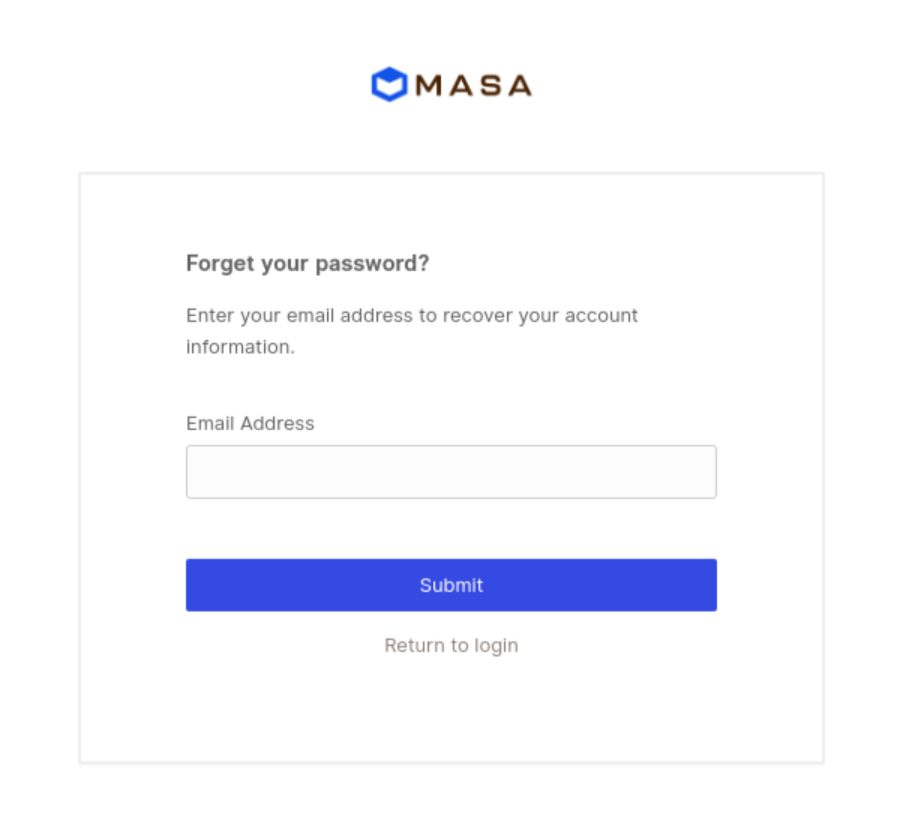 MASA
Forget your password?
Enter your email address to recover your account
information.
Email Address
Submit
Return to login